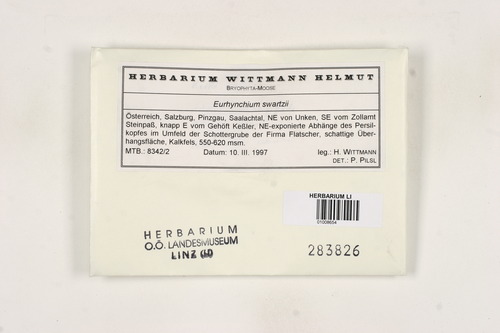 HERBARIUM WITTMANN HELMUT
BRYOPHYTA-MOOSE
Eurhynchium swartzii
Österreich, Salzburg, Pinzgau, Saalachtal, NE von Unken, SE vom Zollamt
Steinpaß, knapp E vom Gehöft Keßler, NE-exponierte Abhänge des Persil-
kopfes im Umfeld der Schottergrube der Firma Flatscher, schattige Über-
hangsfläche, Kalkfels, 550-620 msm.
MTB.: 8342/2 Datum: 10. III. 1997 leg.: H. WITTMANN
DET.: P. PILSL
HERBARIUM LI
01008654
HERBARIUM
O.Ö. LANDESMUSEUM
LINZ
283826